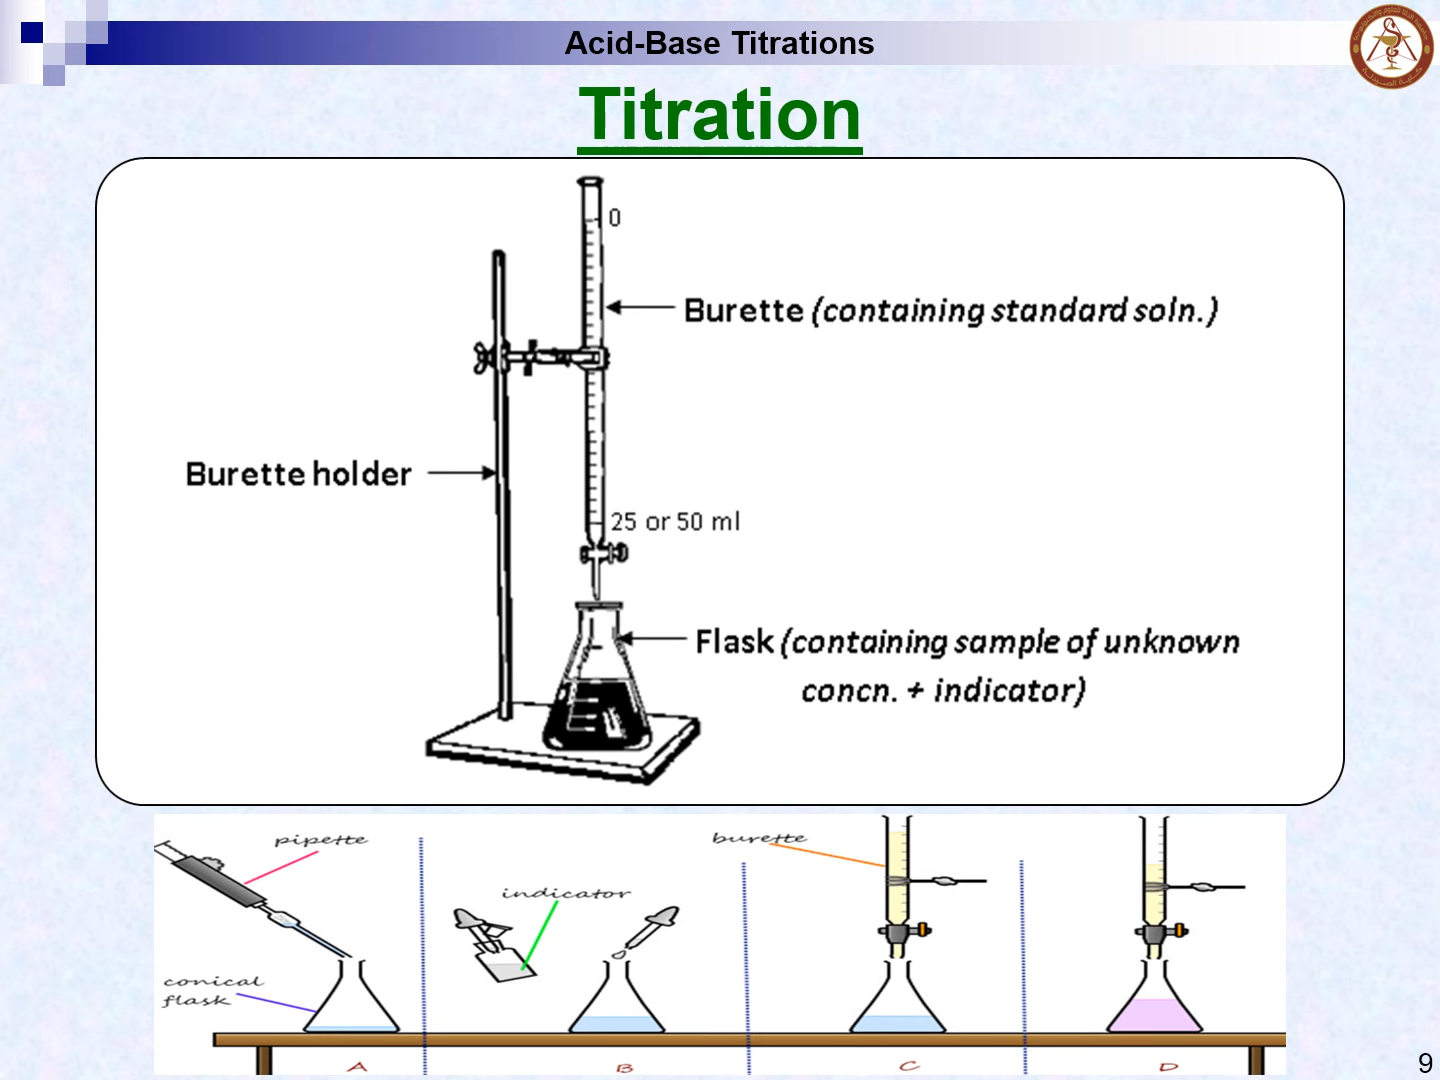 Acid-Base Titrations
Titration
0
Burette (containing standard soln.)
Burette holder
25 or 50 ml
Flask (containing sample of unknown
concn. + indicator)
pipette
burette
indicator
conical
flask
A
B
C
D
9